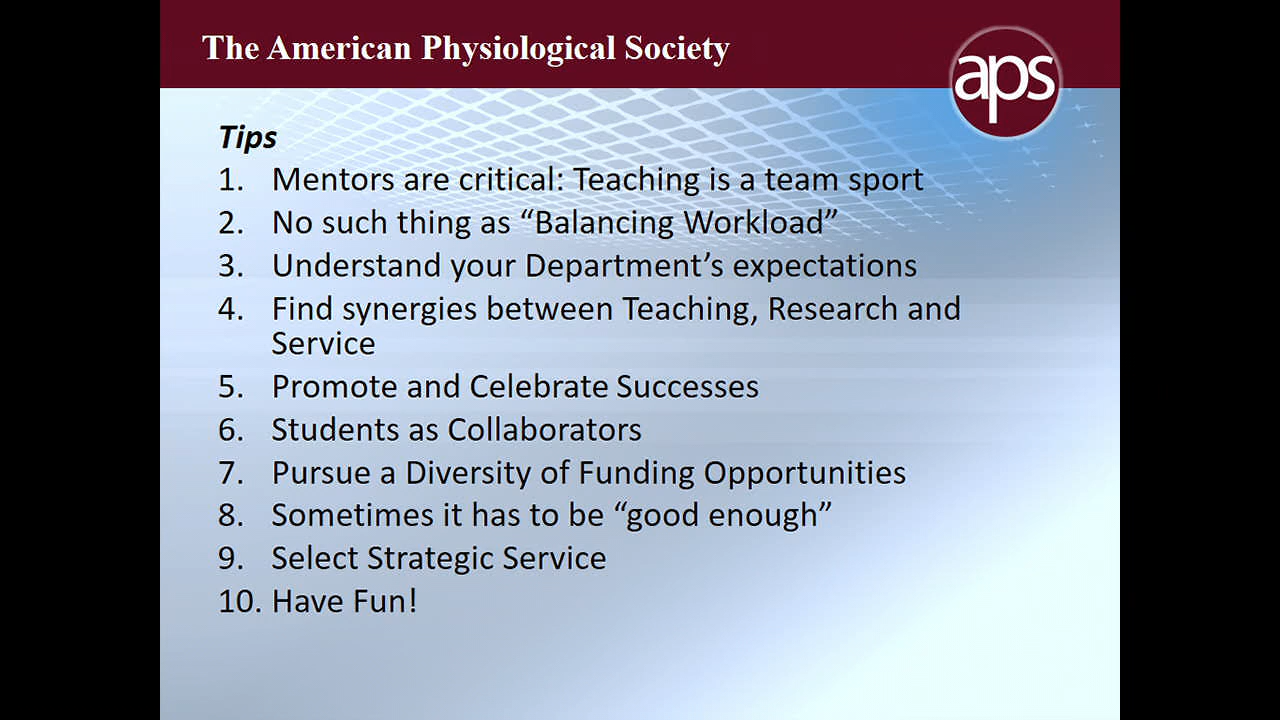 The American Physiological Society
aps
Tips
1. Mentors are critical: Teaching is a team sport
2. No such thing as “Balancing Workload”
3. Understand your Department’s expectations
4. Find synergies between Teaching, Research and
Service
5. Promote and Celebrate Successes
6. Students as Collaborators
7. Pursue a Diversity of Funding Opportunities
8. Sometimes it has to be “good enough”
9. Select Strategic Service
10. Have Fun!